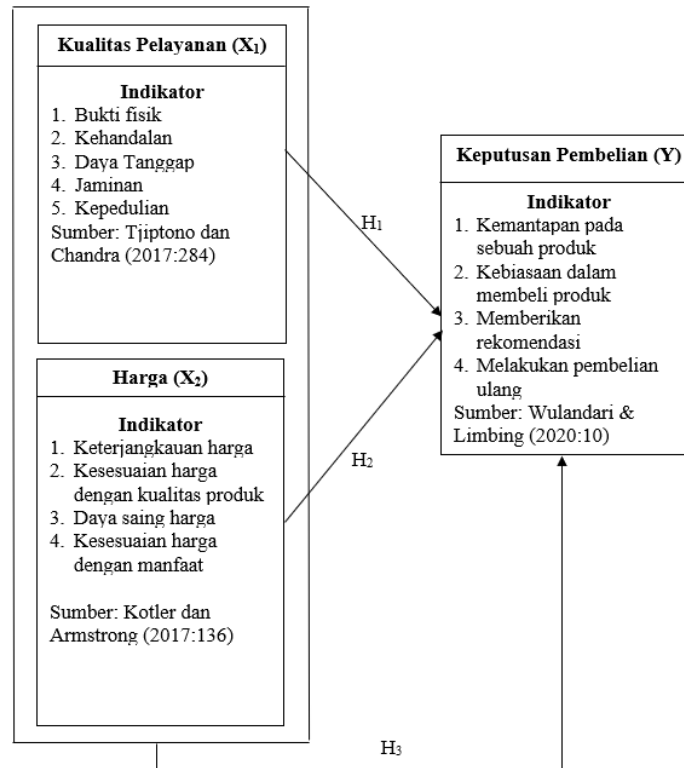 Kualitas Pelayanan (X₁)
Indikator
1. Bukti fisik
2. Kehandalan
3. Daya Tanggap
4. Jaminan
5. Kepedulian
Sumber: Tjiptono dan
Chandra (2017:284)
Harga (X₂)
Indikator
1. Keterjangkauan harga
2. Kesesuaian harga
dengan kualitas produk
3. Daya saing harga
4. Kesesuaian harga
dengan manfaat
Sumber: Kotler dan
Armstrong (2017:136)
H₁
H₂
Keputusan Pembelian (Y)
Indikator
1. Kemantapan pada
sebuah produk
2. Kebiasaan dalam
membeli produk
3. Memberikan
rekomendasi
4. Melakukan pembelian
ulang
Sumber: Wulandari &
Limbing (2020:10)
H₃